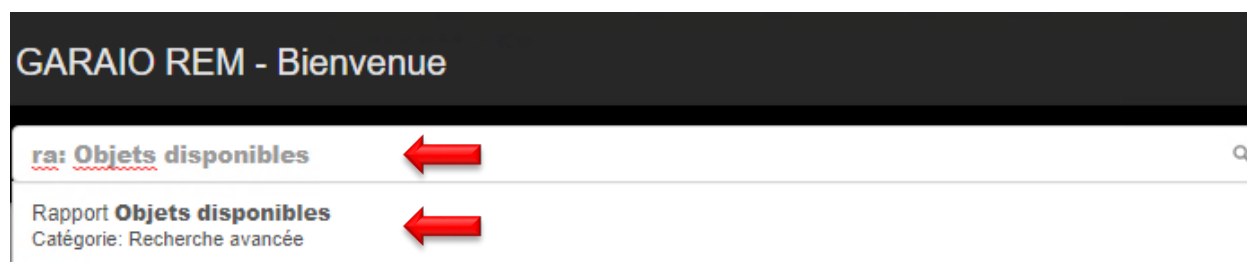 GARAIO REM - Bienvenue
ra: Objets disponibles
Rapport Objets disponibles
Catégorie: Recherche avancée